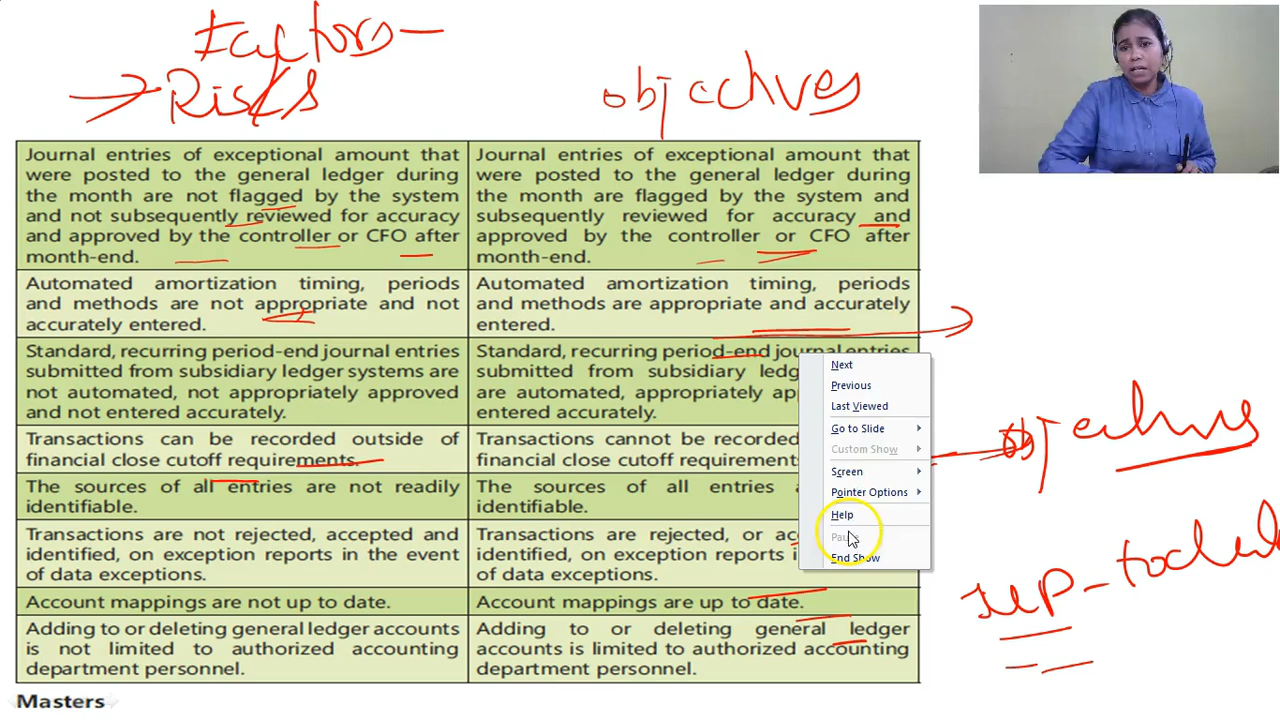 Factors-
Risks
objectives
Journal entries of exceptional amount that
were posted to the general ledger during
the month are not flagged by the system
and not subsequently reviewed for accuracy
and approved by the controller or CFO after
month-end.
Journal entries of exceptional amount that
were posted to the general ledger during
the month are flagged by the system and
subsequently reviewed for accuracy and
approved by the controller or CFO after
month-end.
Automated amortization timing, periods
and methods are not appropriate and not
accurately entered.
Automated amortization timing, periods
and methods are appropriate and accurately
entered.
Standard, recurring period-end journal entries
submitted from subsidiary ledger systems are
not automated, not appropriately approved
and not entered accurately.
Standard, recurring period-end journal entries
submitted from subsidiary ledg
are automated, appropriately ap
entered accurately.
Transactions can be recorded outside of
financial close cutoff requirements.
Transactions cannot be recorded
financial close cutoff requirements
The sources of all entries are not readily
identifiable.
The sources of all entries a
identifiable.
Transactions are not rejected, accepted and
identified, on exception reports in the event
of data exceptions.
Transactions are rejected, or ac
identified, on exception reports i
of data exceptions.
Account mappings are not up to date.
Account mappings are up to date.
Adding to or deleting general ledger accounts
is not limited to authorized accounting
department personnel.
Adding to or deleting general ledger
accounts is limited to authorized accounting
department personnel.
Masters
Next
Previous
Last Viewed
Go to Slide
Custom Show
Screen
Pointer Options
Help
End Show
objectives